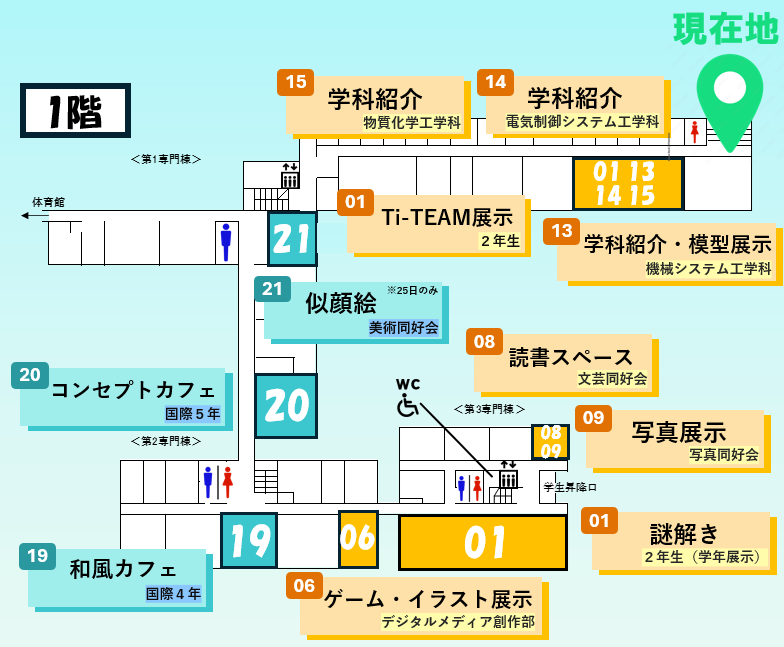 現在地
1階
15
学科紹介
物質化学工学科
14
学科紹介
電気制御システム工学科
<第1専門棟>
体育館
01 13
14 15
01
Ti-TEAM展示
2年生
13
学科紹介・模型展示
機械システム工学科
21
21
似顔絵
※25日のみ
美術同好会
20
コンセプトカフェ
国際5年
20
08
読書スペース
文芸同好会
WC
<第3専門棟>
09
写真展示
写真同好会
08
09
<第2専門棟>
学生昇降口
19
06
01
01
謎解き
2年生（学年展示）
19
和風カフェ
国際4年
06
ゲーム・イラスト展示
デジタルメディア創作部